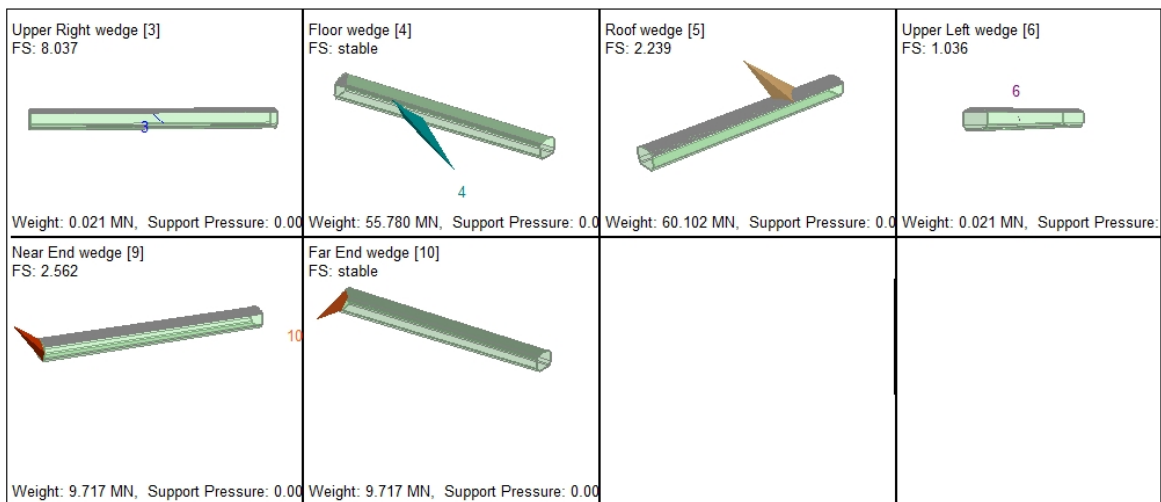 Upper Right wedge [3]
FS: 8.037
3
Weight: 0.021 MN,  Support Pressure: 0.00
Floor wedge [4]
FS: stable
4
Weight: 55.780 MN,  Support Pressure: 0.0
Roof wedge [5]
FS: 2.239
Weight: 60.102 MN,  Support Pressure: 0.0
Upper Left wedge [6]
FS: 1.036
6
Weight: 0.021 MN,  Support Pressure:
Near End wedge [9]
FS: 2.562
Weight: 9.717 MN,  Support Pressure: 0.00
Far End wedge [10]
FS: stable
10
Weight: 9.717 MN,  Support Pressure: 0.00